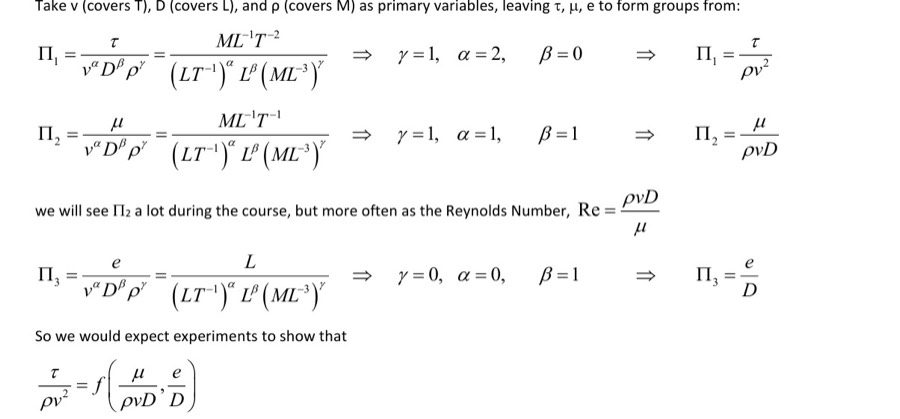 Take v (covers T), D (covers L), and ρ (covers M) as primary variables, leaving τ, μ, e to form groups from:
Π₁ = τ / (v^α D^β ρ^γ) = ML⁻¹T⁻² / ((LT⁻¹)^α L^β (ML⁻³)^γ) ⇒ γ = 1, α = 2, β = 0 ⇒ Π₁ = τ / ρv²
Π₂ = μ / (v^α D^β ρ^γ) = ML⁻¹T⁻¹ / ((LT⁻¹)^α L^β (ML⁻³)^γ) ⇒ γ = 1, α = 1, β = 1 ⇒ Π₂ = μ / ρvD
we will see Π₂ a lot during the course, but more often as the Reynolds Number, Re = ρvD / μ
Π₃ = e / (v^α D^β ρ^γ) = L / ((LT⁻¹)^α L^β (ML⁻³)^γ) ⇒ γ = 0, α = 0, β = 1 ⇒ Π₃ = e / D
So we would expect experiments to show that
τ / ρv² = f(μ / ρvD, e / D)